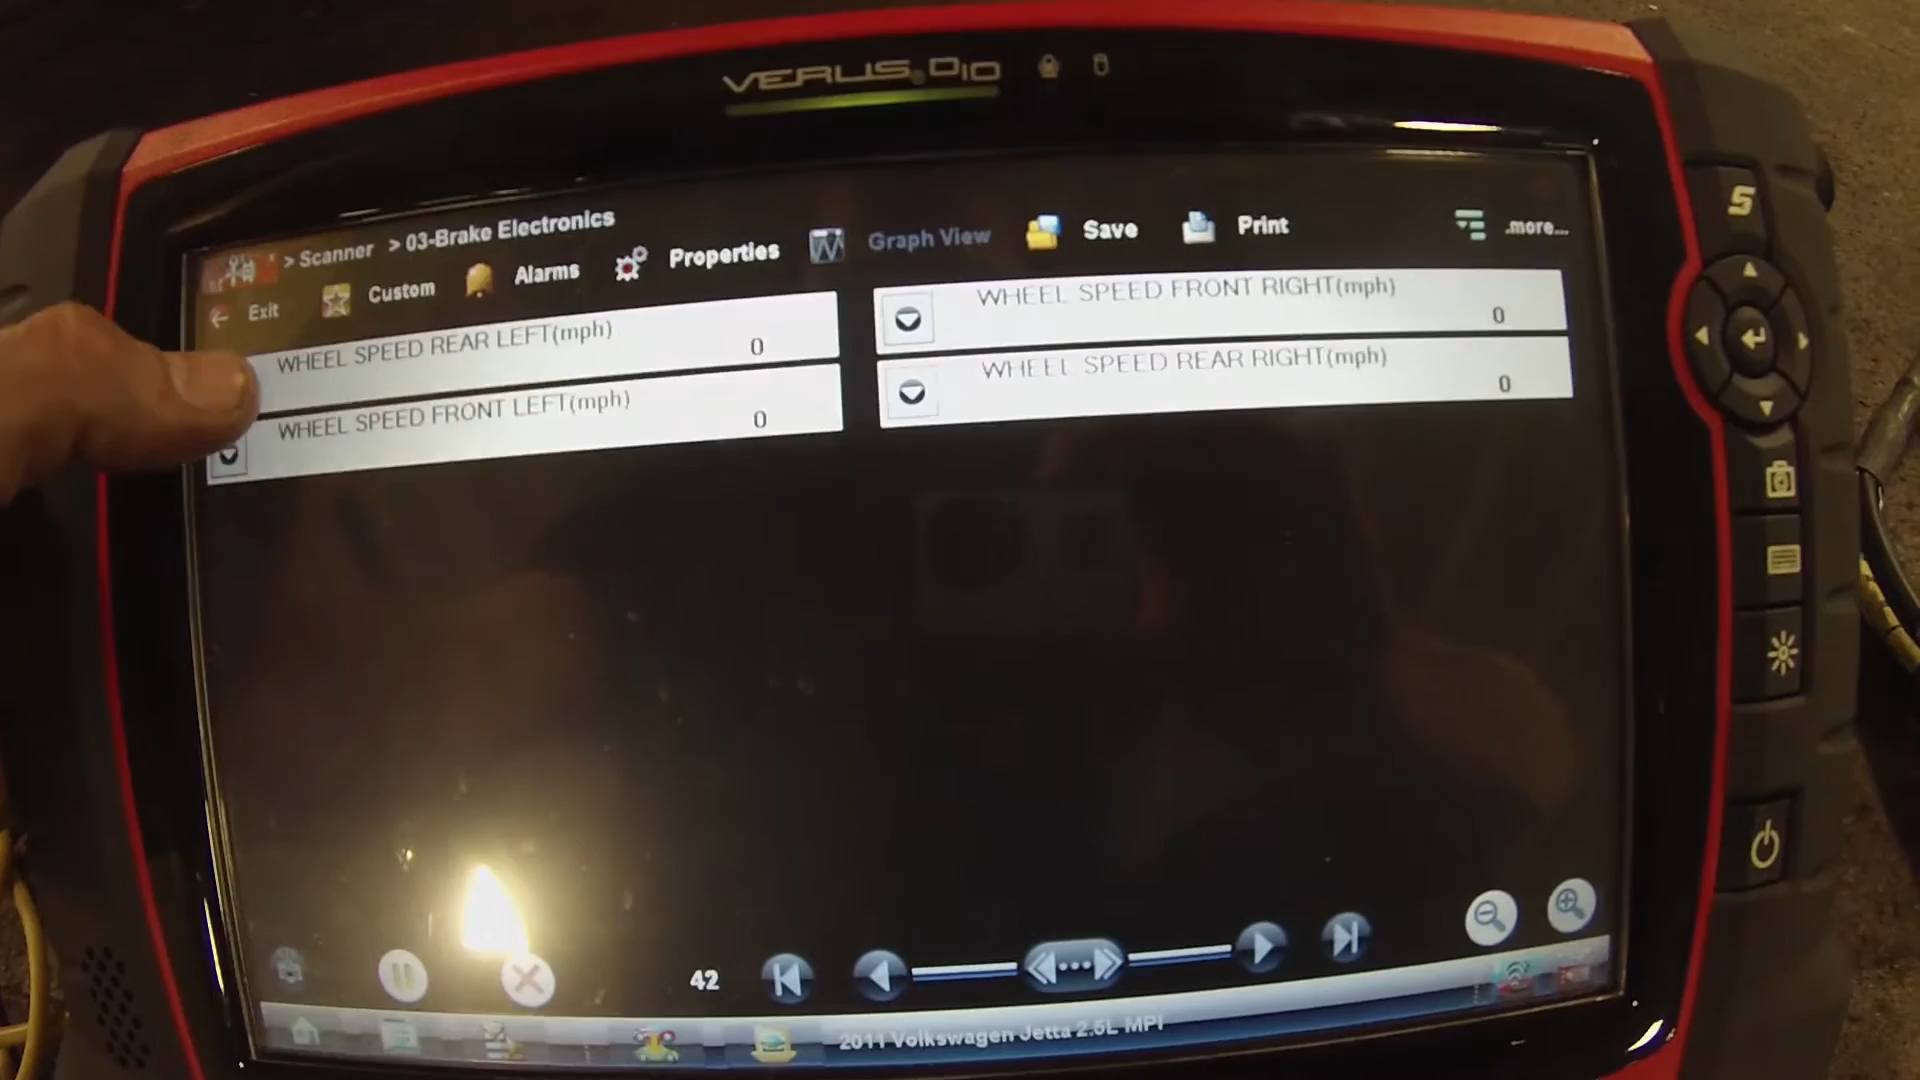 VERUS D10
> Scanner > 03-Brake Electronics
Exit Custom Alarms Properties Graph View Save Print .more...
WHEEL SPEED REAR LEFT(mph) 0
WHEEL SPEED FRONT RIGHT(mph) 0
WHEEL SPEED FRONT LEFT(mph) 0
WHEEL SPEED REAR RIGHT(mph) 0
42
2011 Volkswagen Jetta 2.5L MPI
S